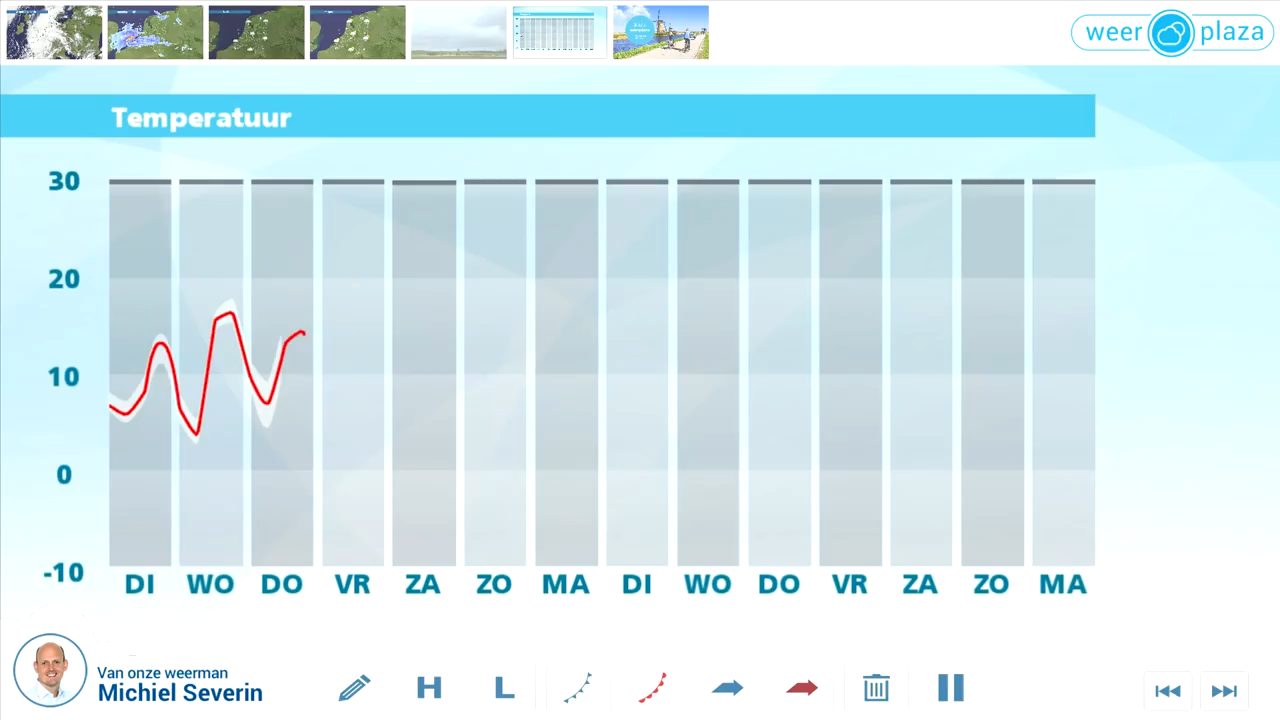 weer plaza
Temperatuur
30
20
10
0
-10
DI WO DO VR ZA ZO MA DI WO DO VR ZA ZO MA
Van onze weerman
Michiel Severin
H L